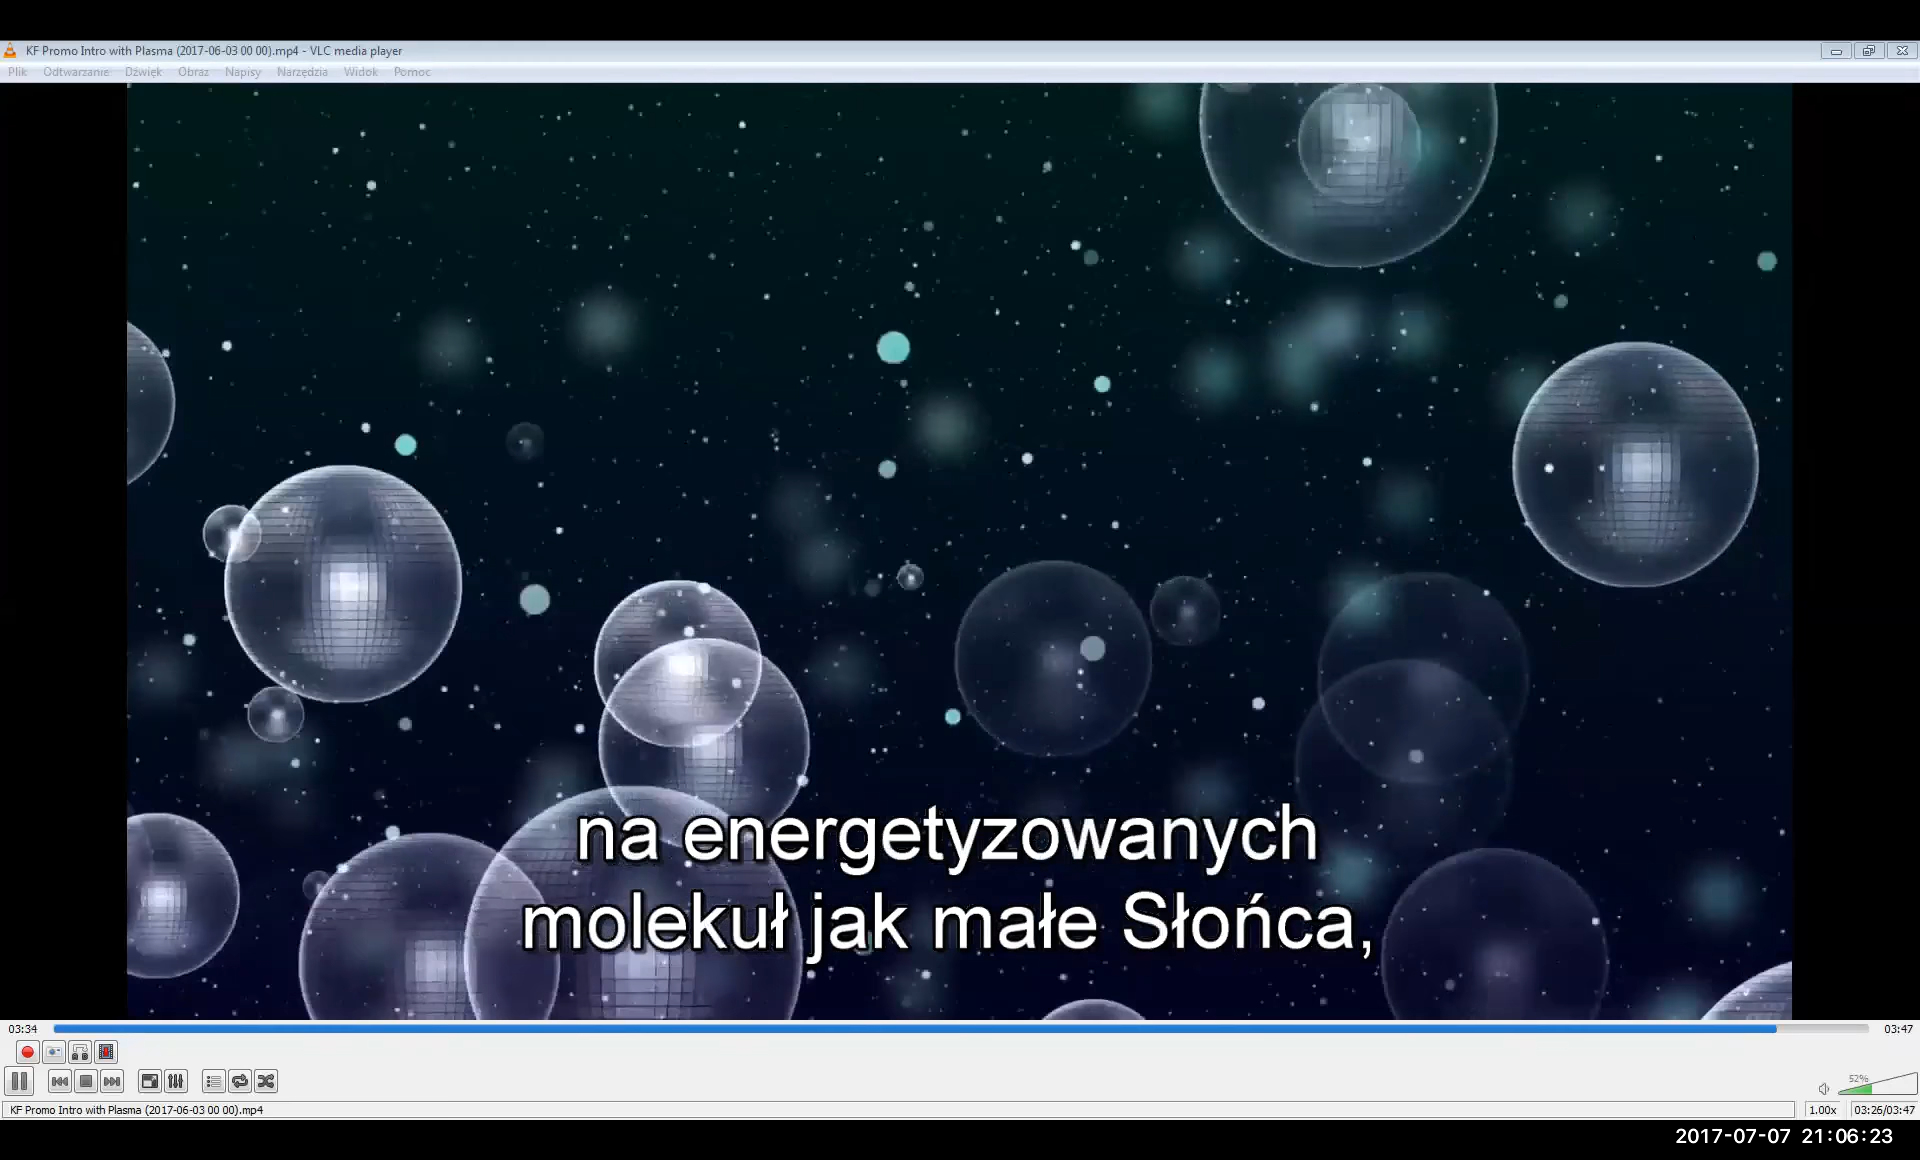 KF Promo Intro with Plasma (2017-06-03 00 00).mp4 - VLC media player
Plik Odtwarzanie Dźwięk Obraz Napisy Narzędzia Widok Pomoc
na energetyzowanych
molekuł jak małe Słońca,
03:34 03:47
52%
KF Promo Intro with Plasma (2017-06-03 00 00).mp4 1.00x 03:26/03:47
2017-07-07 21:06:23